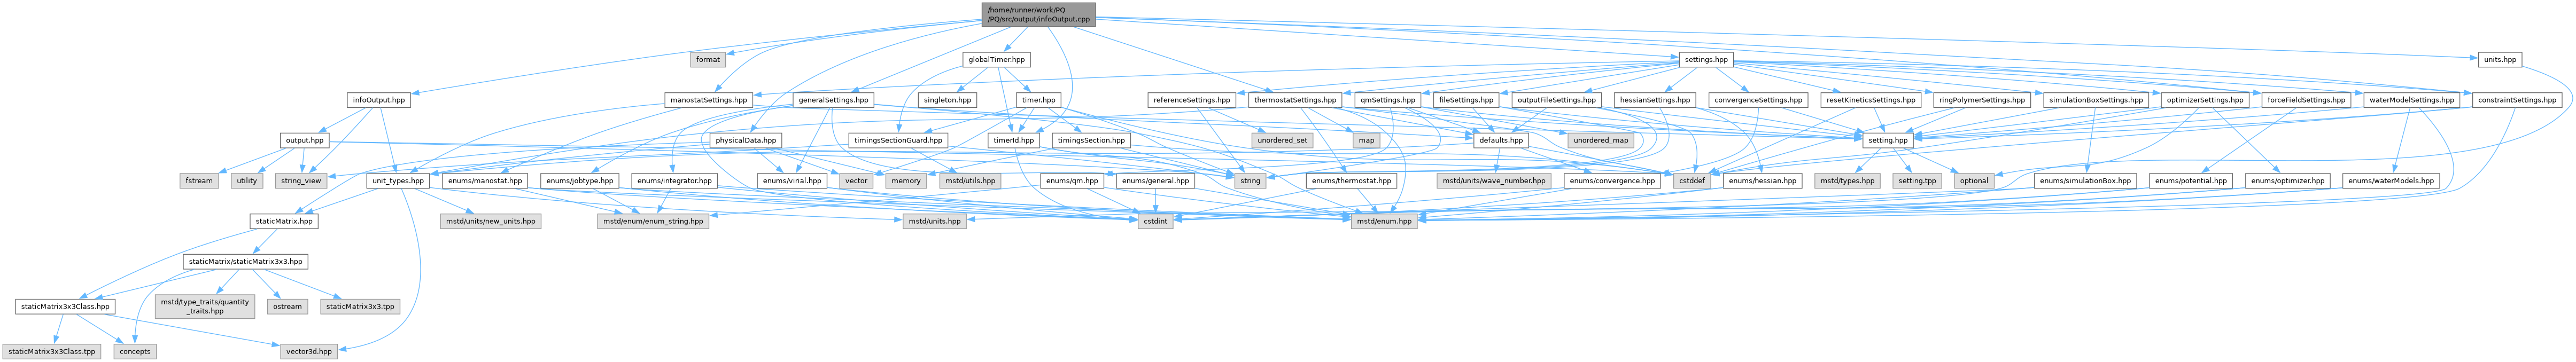 /home/runner/work/PQ
/PQ/src/output/infoOutput.cpp
format
globalTimer.hpp
settings.hpp
units.hpp
infoOutput.hpp
manostatSettings.hpp
generalSettings.hpp
singleton.hpp
timer.hpp
referenceSettings.hpp
thermostatSettings.hpp
qmSettings.hpp
fileSettings.hpp
outputFileSettings.hpp
hessianSettings.hpp
convergenceSettings.hpp
resetKineticsSettings.hpp
ringPolymerSettings.hpp
simulationBoxSettings.hpp
optimizerSettings.hpp
forceFieldSettings.hpp
waterModelSettings.hpp
constraintSettings.hpp
output.hpp
physicalData.hpp
timingsSectionGuard.hpp
timerId.hpp
timingsSection.hpp
unordered_set
map
defaults.hpp
unordered_map
setting.hpp
fstream
utility
string_view
unit_types.hpp
enums/manostat.hpp
enums/jobtype.hpp
enums/integrator.hpp
enums/virial.hpp
vector
memory
mstd/utils.hpp
enums/qm.hpp
enums/general.hpp
string
enums/thermostat.hpp
mstd/units/wave_number.hpp
enums/convergence.hpp
cstddef
enums/hessian.hpp
mstd/types.hpp
setting.tpp
optional
enums/simulationBox.hpp
enums/potential.hpp
enums/optimizer.hpp
enums/waterModels.hpp
staticMatrix.hpp
mstd/units/new_units.hpp
mstd/enum/enum_string.hpp
mstd/units.hpp
cstdint
mstd/enum.hpp
staticMatrix/staticMatrix3x3.hpp
staticMatrix3x3Class.hpp
mstd/type_traits/quantity
_traits.hpp
ostream
staticMatrix3x3.tpp
staticMatrix3x3Class.tpp
concepts
vector3d.hpp